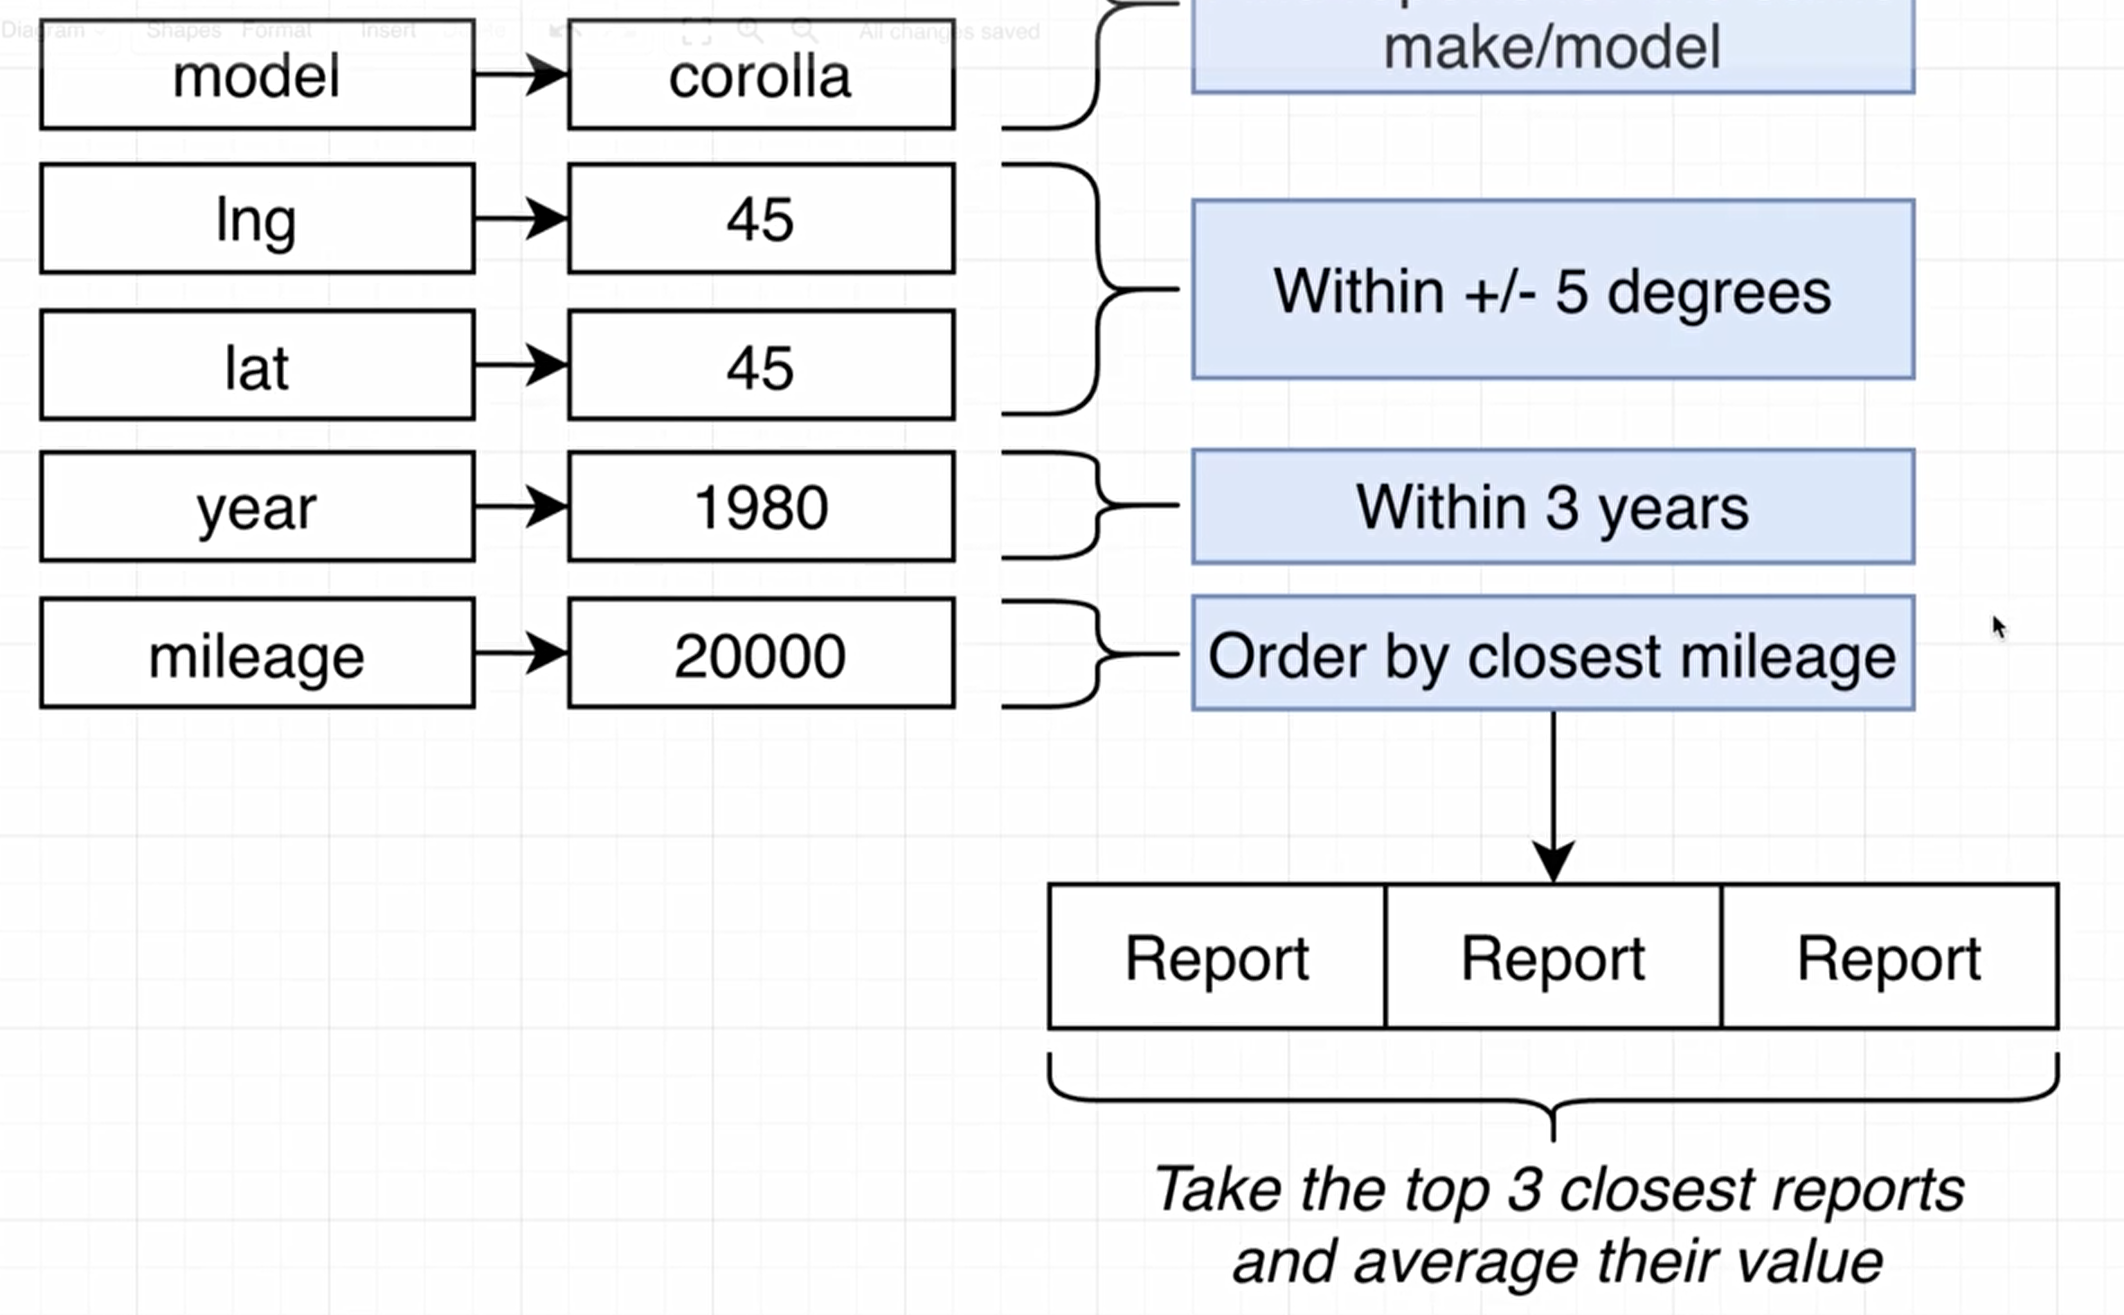 Diagram Shapes Format Insert Delete All changes saved
model corolla
make/model
lng 45
Within +/- 5 degrees
lat 45
year 1980 Within 3 years
mileage 20000 Order by closest mileage
Report Report Report
Take the top 3 closest reports
and average their value